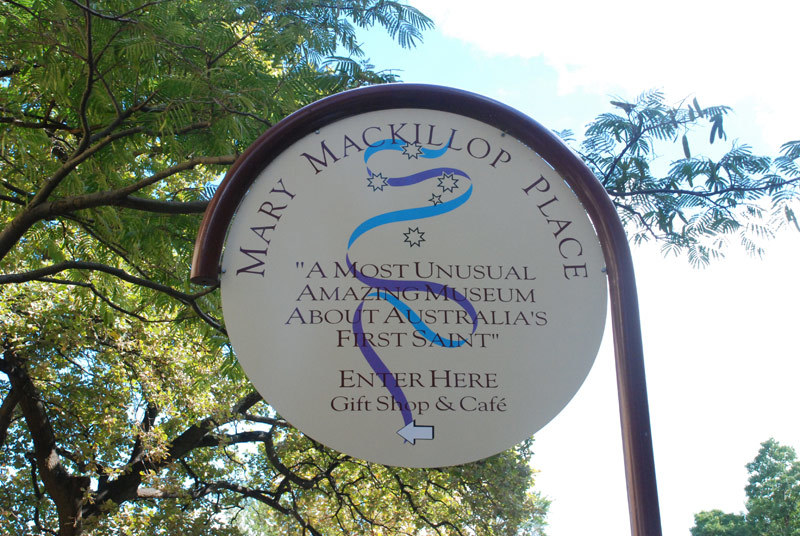 MARY MACKILLOP PLACE
"A MOST UNUSUAL
AMAZING MUSEUM
ABOUT AUSTRALIA'S
FIRST SAINT"
ENTER HERE
Gift Shop & Café